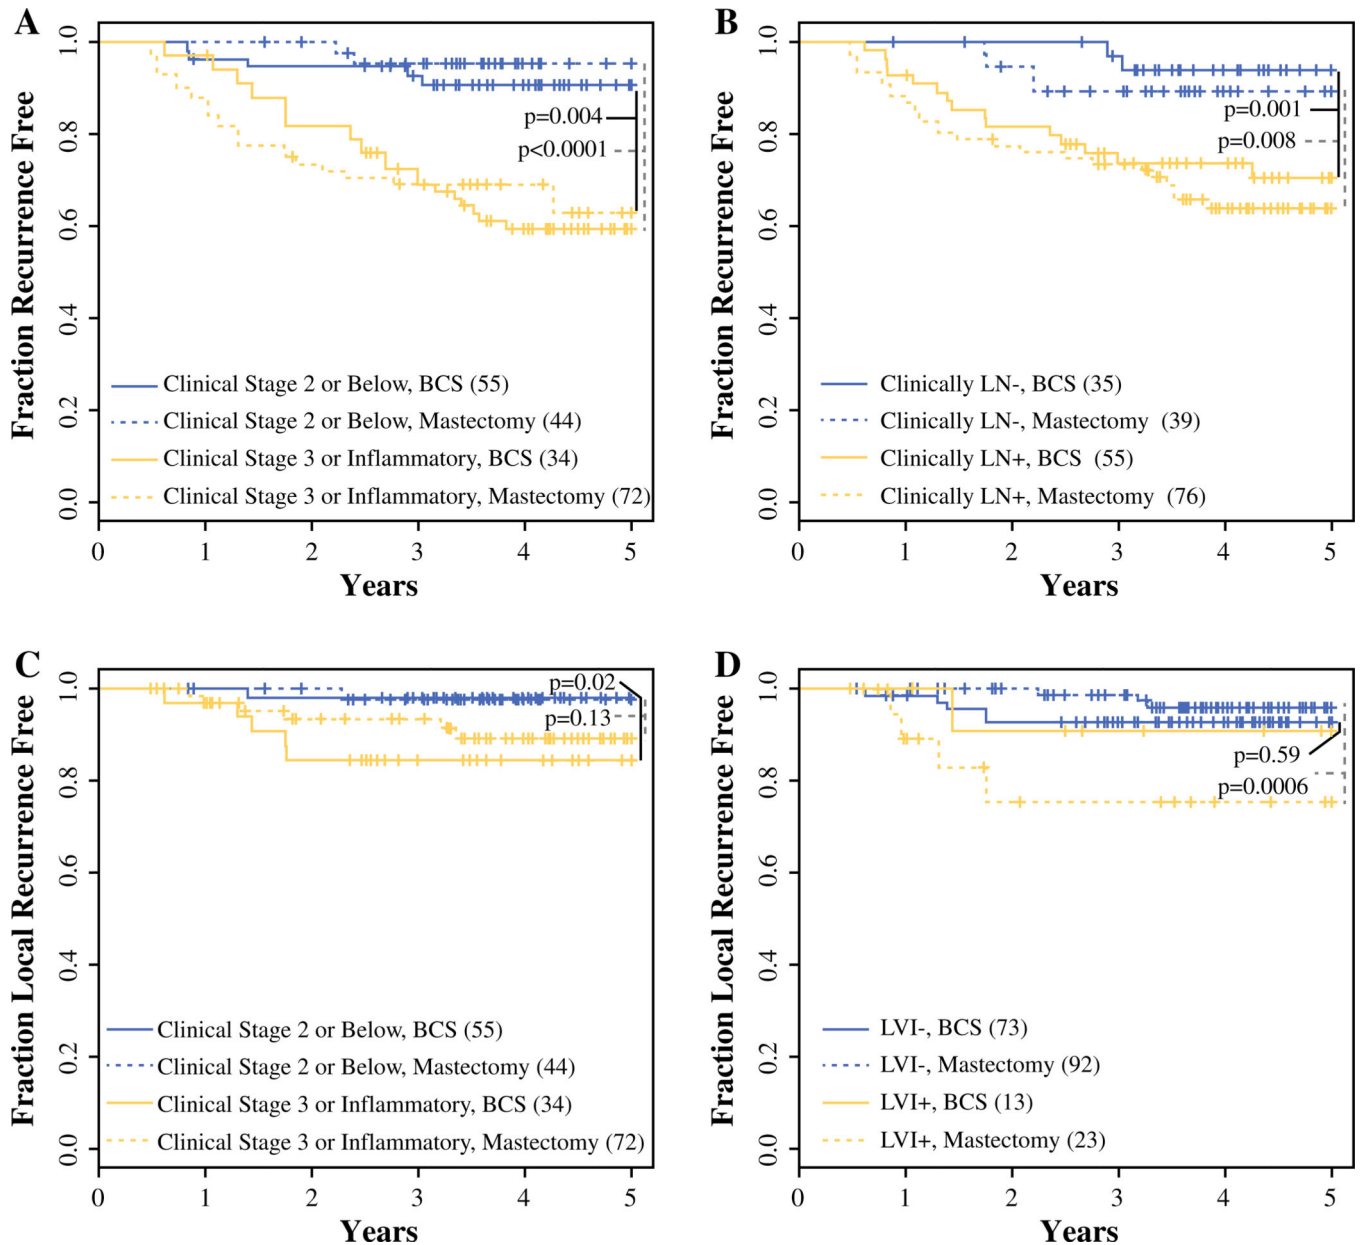 A
Fraction Recurrence Free
1.0
0.8
0.6
0.4
0.2
0.0
p=0.004
p<0.0001
Clinical Stage 2 or Below, BCS (55)
Clinical Stage 2 or Below, Mastectomy (44)
Clinical Stage 3 or Inflammatory, BCS (34)
Clinical Stage 3 or Inflammatory, Mastectomy (72)
0 1 2 3 4 5
Years
B
Fraction Recurrence Free
1.0
0.8
0.6
0.4
0.2
0.0
p=0.001
p=0.008
Clinically LN-, BCS (35)
Clinically LN-, Mastectomy (39)
Clinically LN+, BCS (55)
Clinically LN+, Mastectomy (76)
0 1 2 3 4 5
Years
C
Fraction Local Recurrence Free
1.0
0.8
0.6
0.4
0.2
0.0
p=0.02
p=0.13
Clinical Stage 2 or Below, BCS (55)
Clinical Stage 2 or Below, Mastectomy (44)
Clinical Stage 3 or Inflammatory, BCS (34)
Clinical Stage 3 or Inflammatory, Mastectomy (72)
0 1 2 3 4 5
Years
D
Fraction Local Recurrence Free
1.0
0.8
0.6
0.4
0.2
0.0
p=0.59
p=0.0006
LVI-, BCS (73)
LVI-, Mastectomy (92)
LVI+, BCS (13)
LVI+, Mastectomy (23)
0 1 2 3 4 5
Years